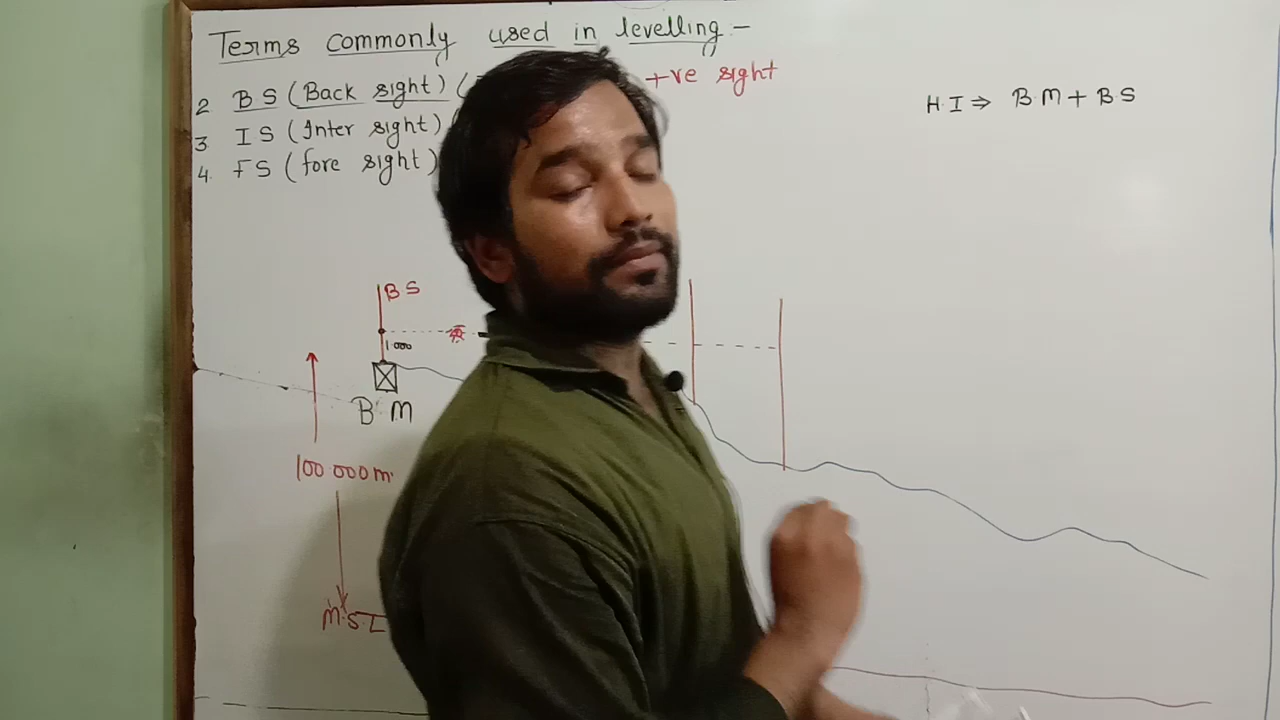 Terms commonly used in levelling -
2 BS (Back sight) ( +ve sight
3 IS (Inter sight)
4. FS (fore sight)
H.I ⇒ BM + BS
BS
1.000
B M
100 000m.
M.S.L